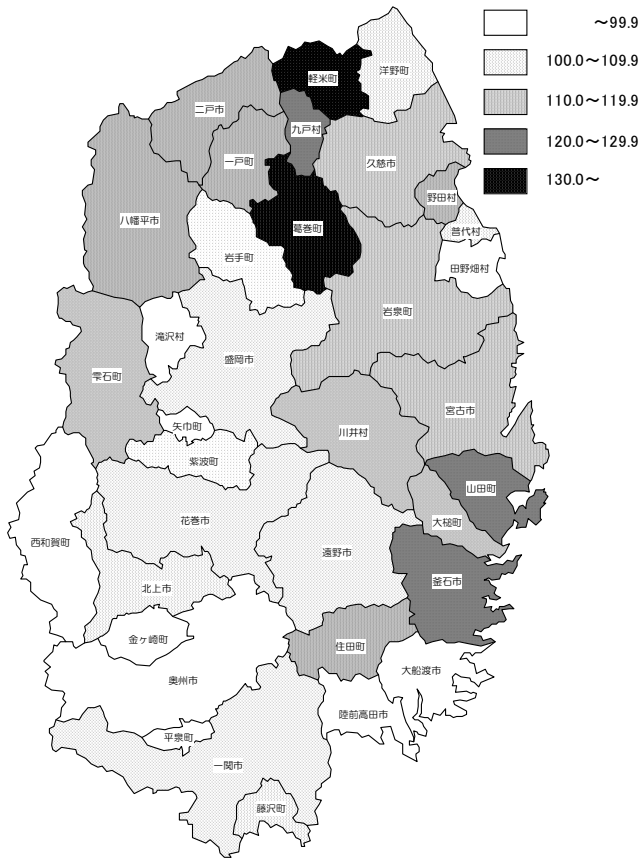 ～99.9
100.0～109.9
110.0～119.9
120.0～129.9
130.0～
洋野町
軽米町
二戸市
九戸村
一戸町
久慈市
野田村
八幡平市
葛巻町
普代村
岩手町
田野畑村
岩泉町
滝沢村
盛岡市
雫石町
宮古市
矢巾町
川井村
紫波町
山田町
花巻市
大槌町
西和賀町
遠野市
釜石市
北上市
金ヶ崎町
住田町
大船渡市
奥州市
陸前高田市
平泉町
一関市
藤沢町